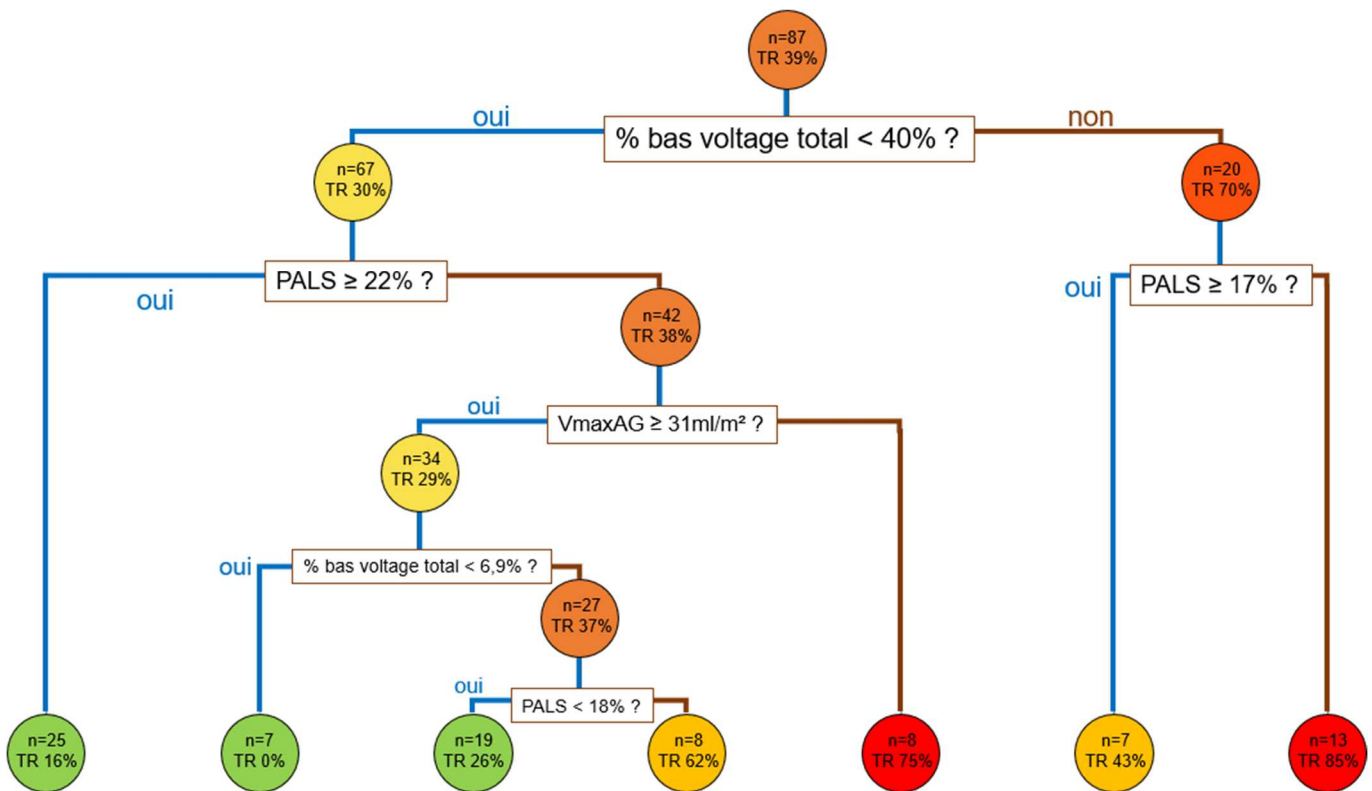 n=87
TR 39%
oui
non
% bas voltage total < 40% ?
n=67
TR 30%
n=20
TR 70%
PALS ≥ 22% ?
oui
oui
PALS ≥ 17% ?
n=42
TR 38%
oui
VmaxAG ≥ 31ml/m² ?
n=34
TR 29%
oui
% bas voltage total < 6,9% ?
n=27
TR 37%
oui
PALS < 18% ?
n=25
TR 16%
n=7
TR 0%
n=19
TR 26%
n=8
TR 62%
n=8
TR 75%
n=7
TR 43%
n=13
TR 85%